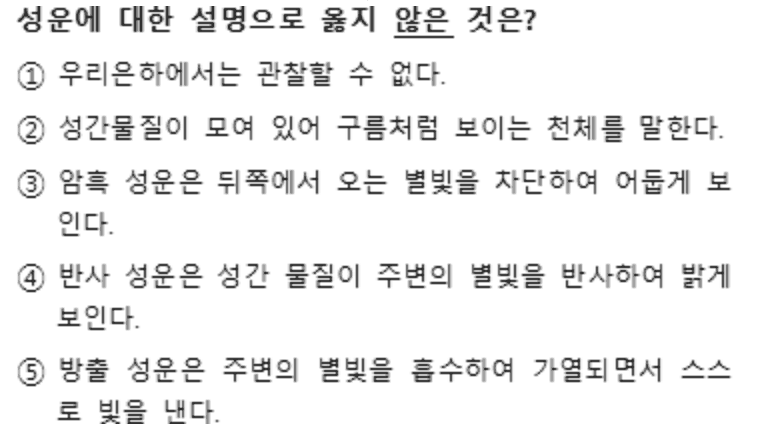 성운에 대한 설명으로 옳지 않은 것은?
① 우리은하에서는 관찰할 수 없다.
② 성간물질이 모여 있어 구름처럼 보이는 천체를 말한다.
③ 암흑 성운은 뒤쪽에서 오는 별빛을 차단하여 어둡게 보
인다.
④ 반사 성운은 성간 물질이 주변의 별빛을 반사하여 밝게
보인다.
⑤ 방출 성운은 주변의 별빛을 흡수하여 가열되면서 스스
로 빛을 낸다.